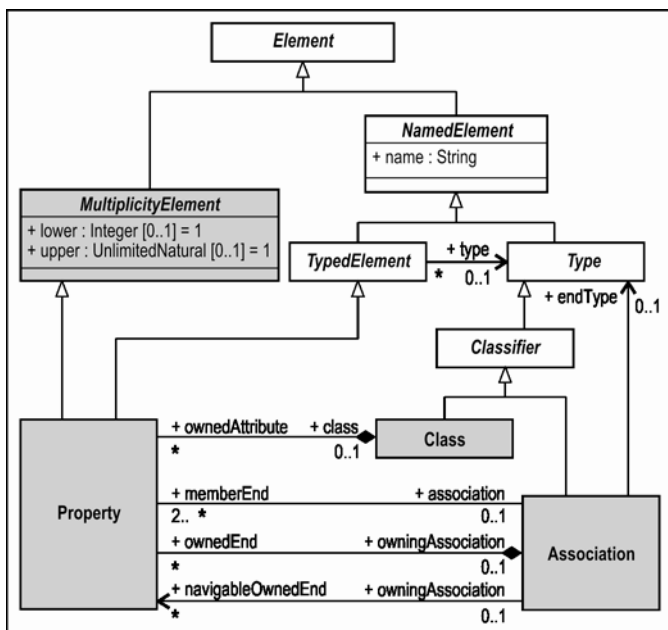 Element
NamedElement
+ name : String
MultiplicityElement
+ lower : Integer [0..1] = 1
+ upper : UnlimitedNatural [0..1] = 1
TypedElement
+ type
*
0..1
Type
+ endType
0..1
Classifier
Property
+ ownedAttribute
*
+ class
0..1
Class
+ memberEnd
2.. *
+ association
0..1
+ ownedEnd
*
+ owningAssociation
0..1
+ navigableOwnedEnd
*
+ owningAssociation
0..1
Association